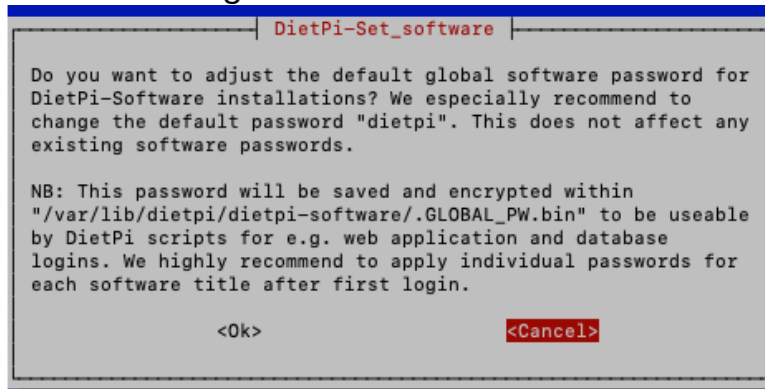 DietPi-Set_software
Do you want to adjust the default global software password for
DietPi-Software installations? We especially recommend to
change the default password "dietpi". This does not affect any
existing software passwords.
NB: This password will be saved and encrypted within
"/var/lib/dietpi/dietpi-software/.GLOBAL_PW.bin" to be useable
by DietPi scripts for e.g. web application and database
logins. We highly recommend to apply individual passwords for
each software title after first login.
<Ok> <Cancel>